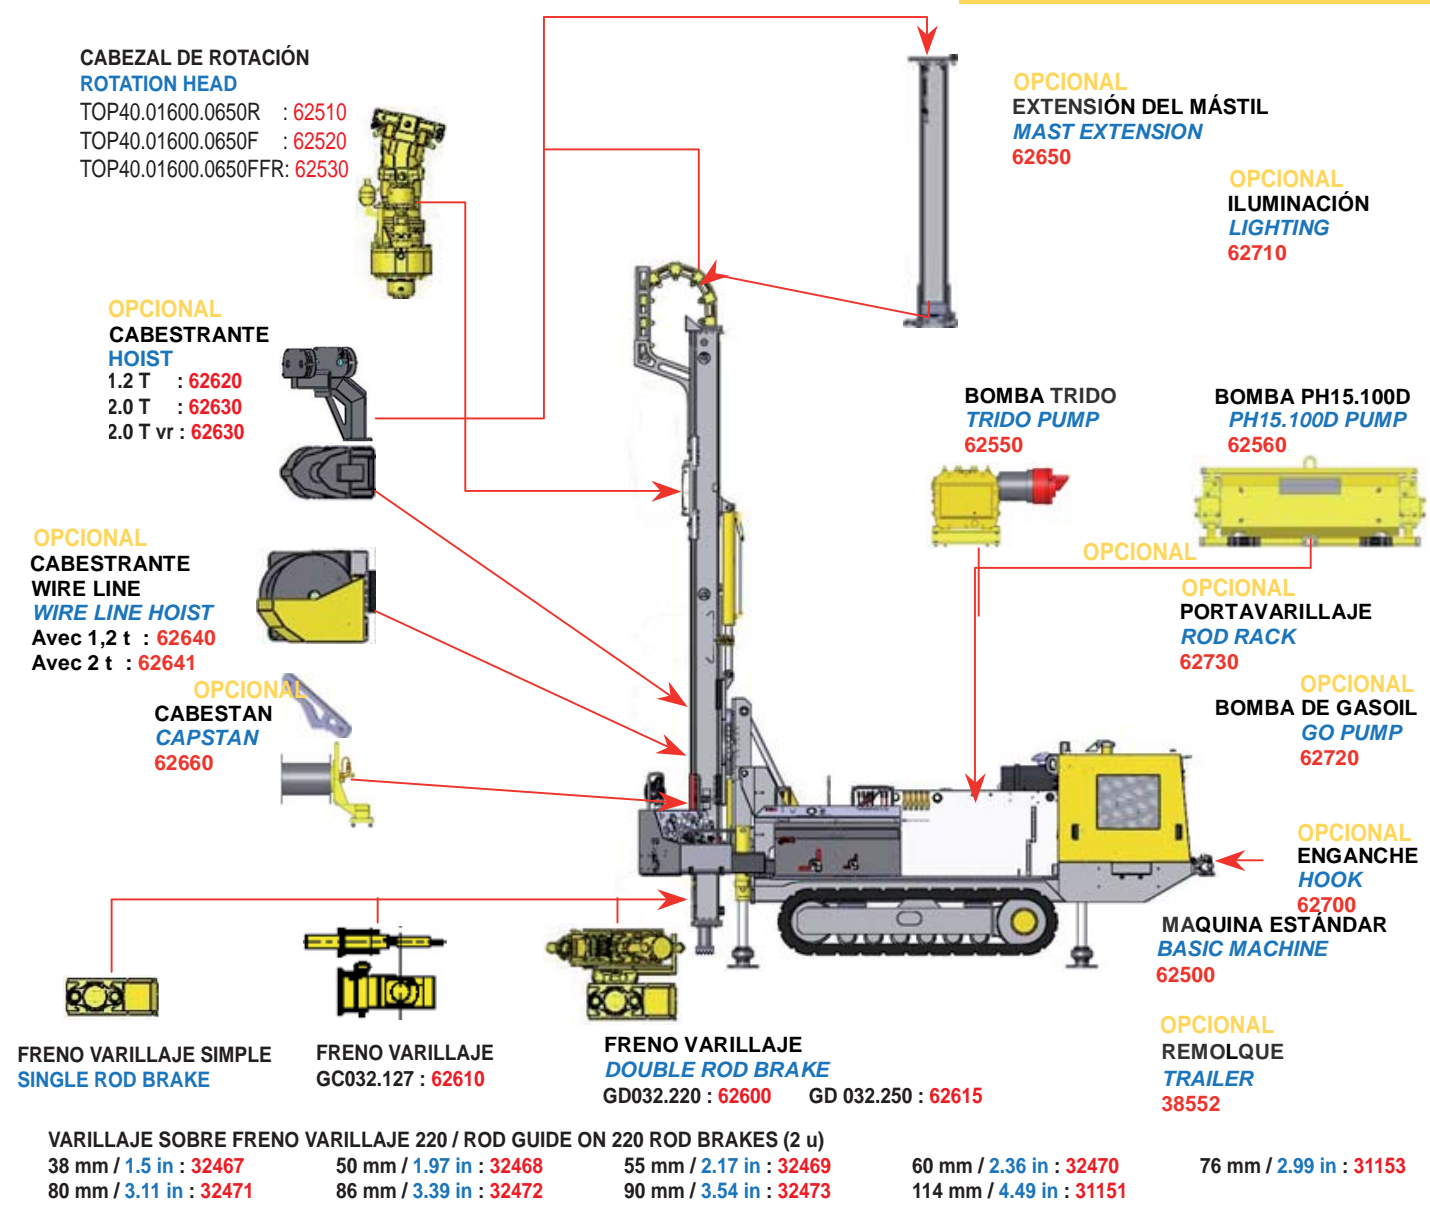 CABEZAL DE ROTACIÓN
ROTATION HEAD
TOP40.01600.0650R : 62510
TOP40.01600.0650F : 62520
TOP40.01600.0650FFR: 62530
OPCIONAL
EXTENSIÓN DEL MÁSTIL
MAST EXTENSION
62650
OPCIONAL
ILUMINACIÓN
LIGHTING
62710
OPCIONAL
CABESTRANTE
HOIST
1.2 T : 62620
2.0 T : 62630
2.0 T vr : 62630
BOMBA TRIDO
TRIDO PUMP
62550
BOMBA PH15.100D
PH15.100D PUMP
62560
OPCIONAL
OPCIONAL
CABESTRANTE
WIRE LINE
WIRE LINE HOIST
Avec 1,2 t : 62640
Avec 2 t : 62641
OPCIONAL
PORTAVARILLAJE
ROD RACK
62730
OPCIONAL
CABESTAN
CAPSTAN
62660
OPCIONAL
BOMBA DE GASOIL
GO PUMP
62720
OPCIONAL
ENGANCHE
HOOK
62700
MAQUINA ESTÁNDAR
BASIC MACHINE
62500
OPCIONAL
REMOLQUE
TRAILER
38552
FRENO VARILLAJE SIMPLE
SINGLE ROD BRAKE
FRENO VARILLAJE
GC032.127 : 62610
FRENO VARILLAJE
DOUBLE ROD BRAKE
GD032.220 : 62600 GD 032.250 : 62615
VARILLAJE SOBRE FRENO VARILLAJE 220 / ROD GUIDE ON 220 ROD BRAKES (2 u)
38 mm / 1.5 in : 32467 50 mm / 1.97 in : 32468 55 mm / 2.17 in : 32469 60 mm / 2.36 in : 32470 76 mm / 2.99 in : 31153
80 mm / 3.11 in : 32471 86 mm / 3.39 in : 32472 90 mm / 3.54 in : 32473 114 mm / 4.49 in : 31151